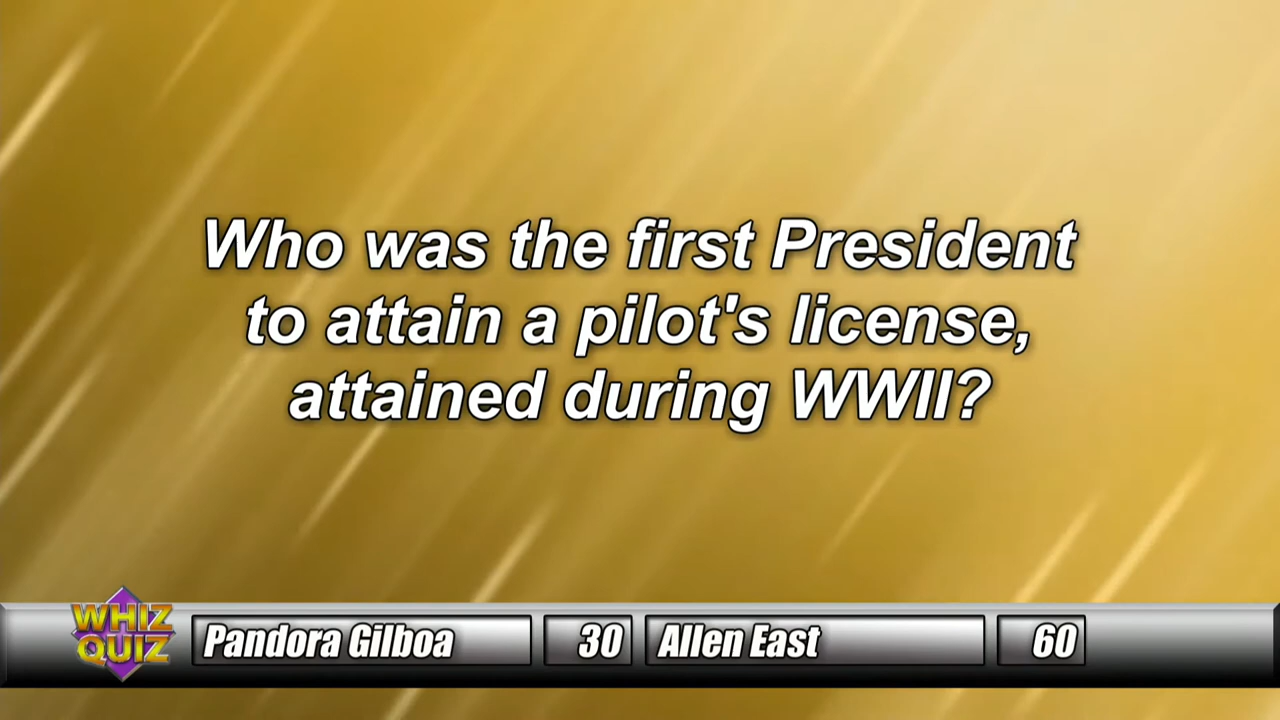 Who was the first President
to attain a pilot's license,
attained during WWII?
WHIZ
QUIZ
Pandora Gilboa 30 Allen East 60